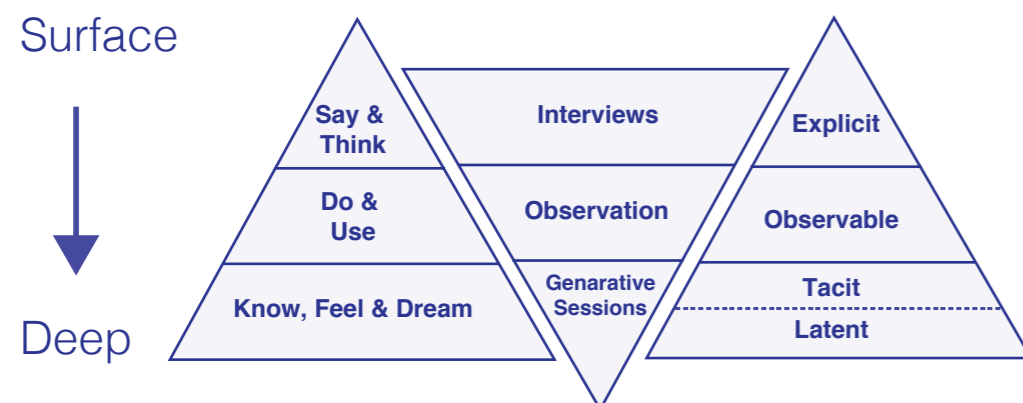 Surface
Say &
Think
Interviews
Explicit
Do &
Use
Observation
Observable
Know, Feel & Dream
Genarative
Sessions
Tacit
Latent
Deep